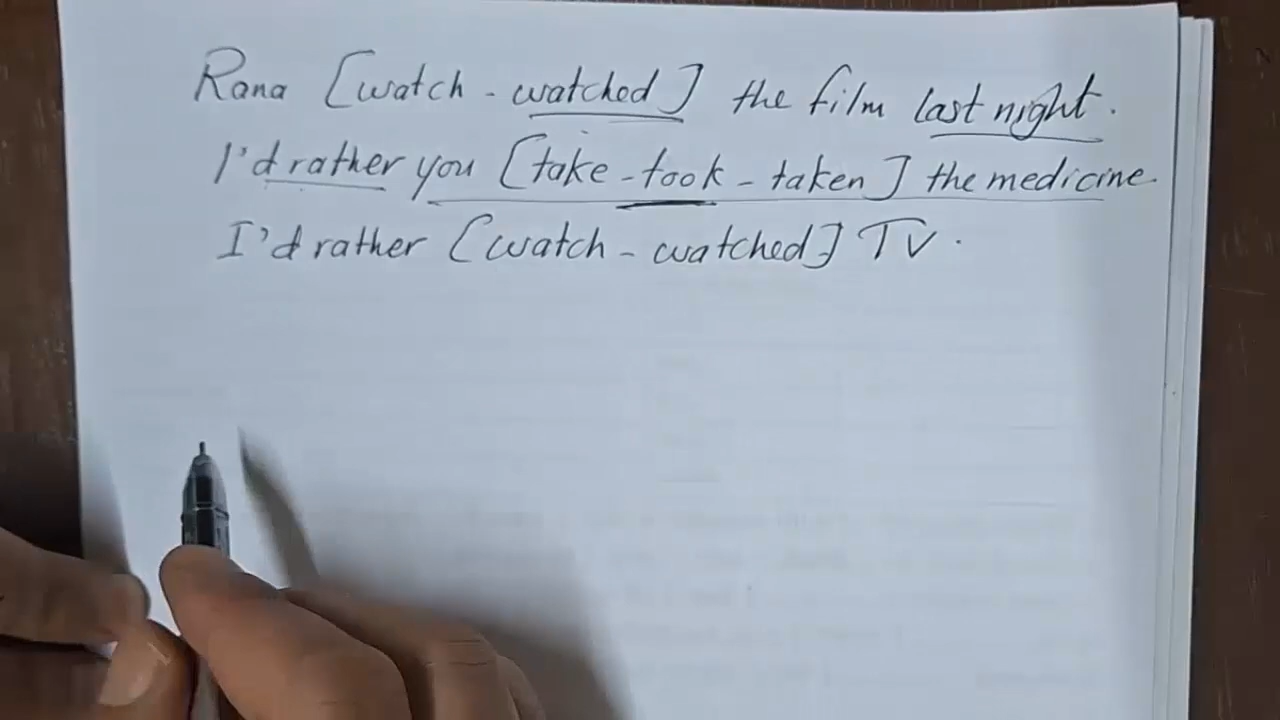 Rana [watch - watched] the film last night.
I'd rather you [take - took - taken] the medicine.
I'd rather [watch - watched] TV.